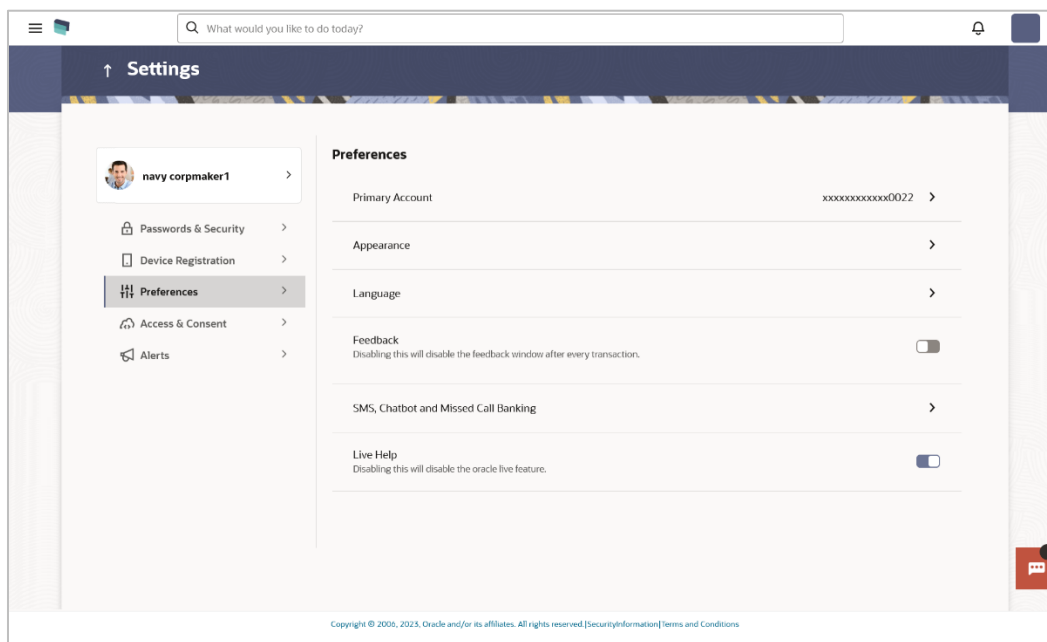 What would you like to do today?
↑ Settings
navy corpmaker1
Passwords & Security
Device Registration
Preferences
Access & Consent
Alerts
Preferences
Primary Account xxxxxxxxxxxx0022
Appearance
Language
Feedback
Disabling this will disable the feedback window after every transaction.
SMS, Chatbot and Missed Call Banking
Live Help
Disabling this will disable the oracle live feature.
Copyright © 2006, 2023, Oracle and/or its affiliates. All rights reserved.|SecurityInformation|Terms and Conditions